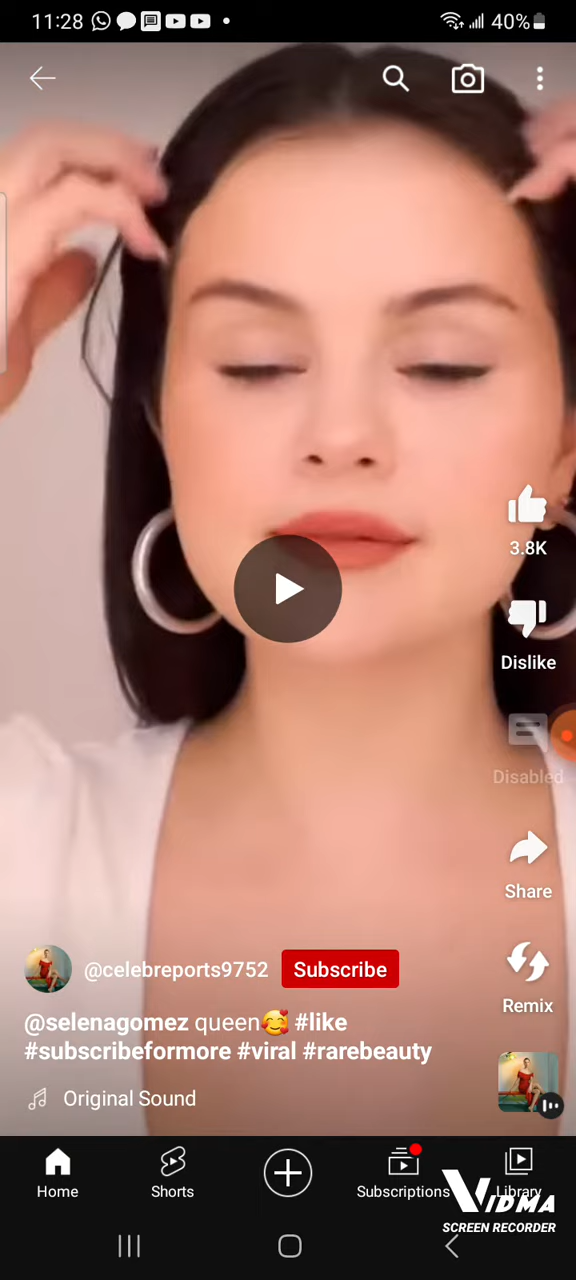 11:28
40%
3.8K
Dislike
Disabled
Share
@celebreports9752 Subscribe
Remix
@selenagomez queen🥰 #like
#subscribeformore #viral #rarebeauty
Original Sound
Home Shorts Subscriptions Library
VIDMA
SCREEN RECORDER